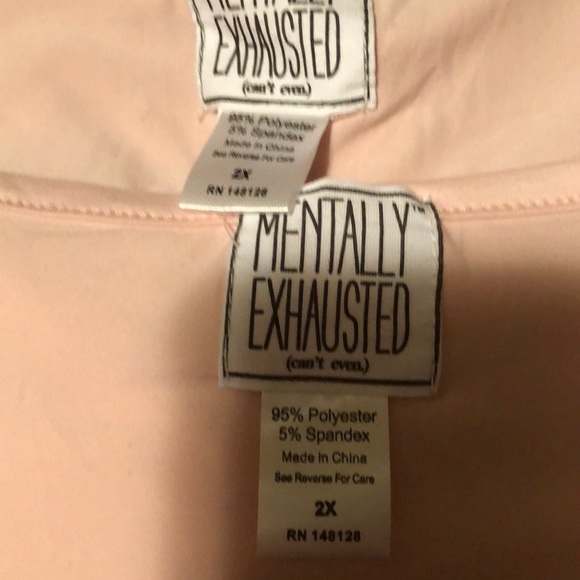 MENTALLY
EXHAUSTED
(can't even.)
95% Polyester
5% Spandex
Made In China
See Reverse For Care
2X
RN 148128
MENTALLY™
EXHAUSTED
(can't even.)
95% Polyester
5% Spandex
Made In China
See Reverse For Care
2X
RN 148128